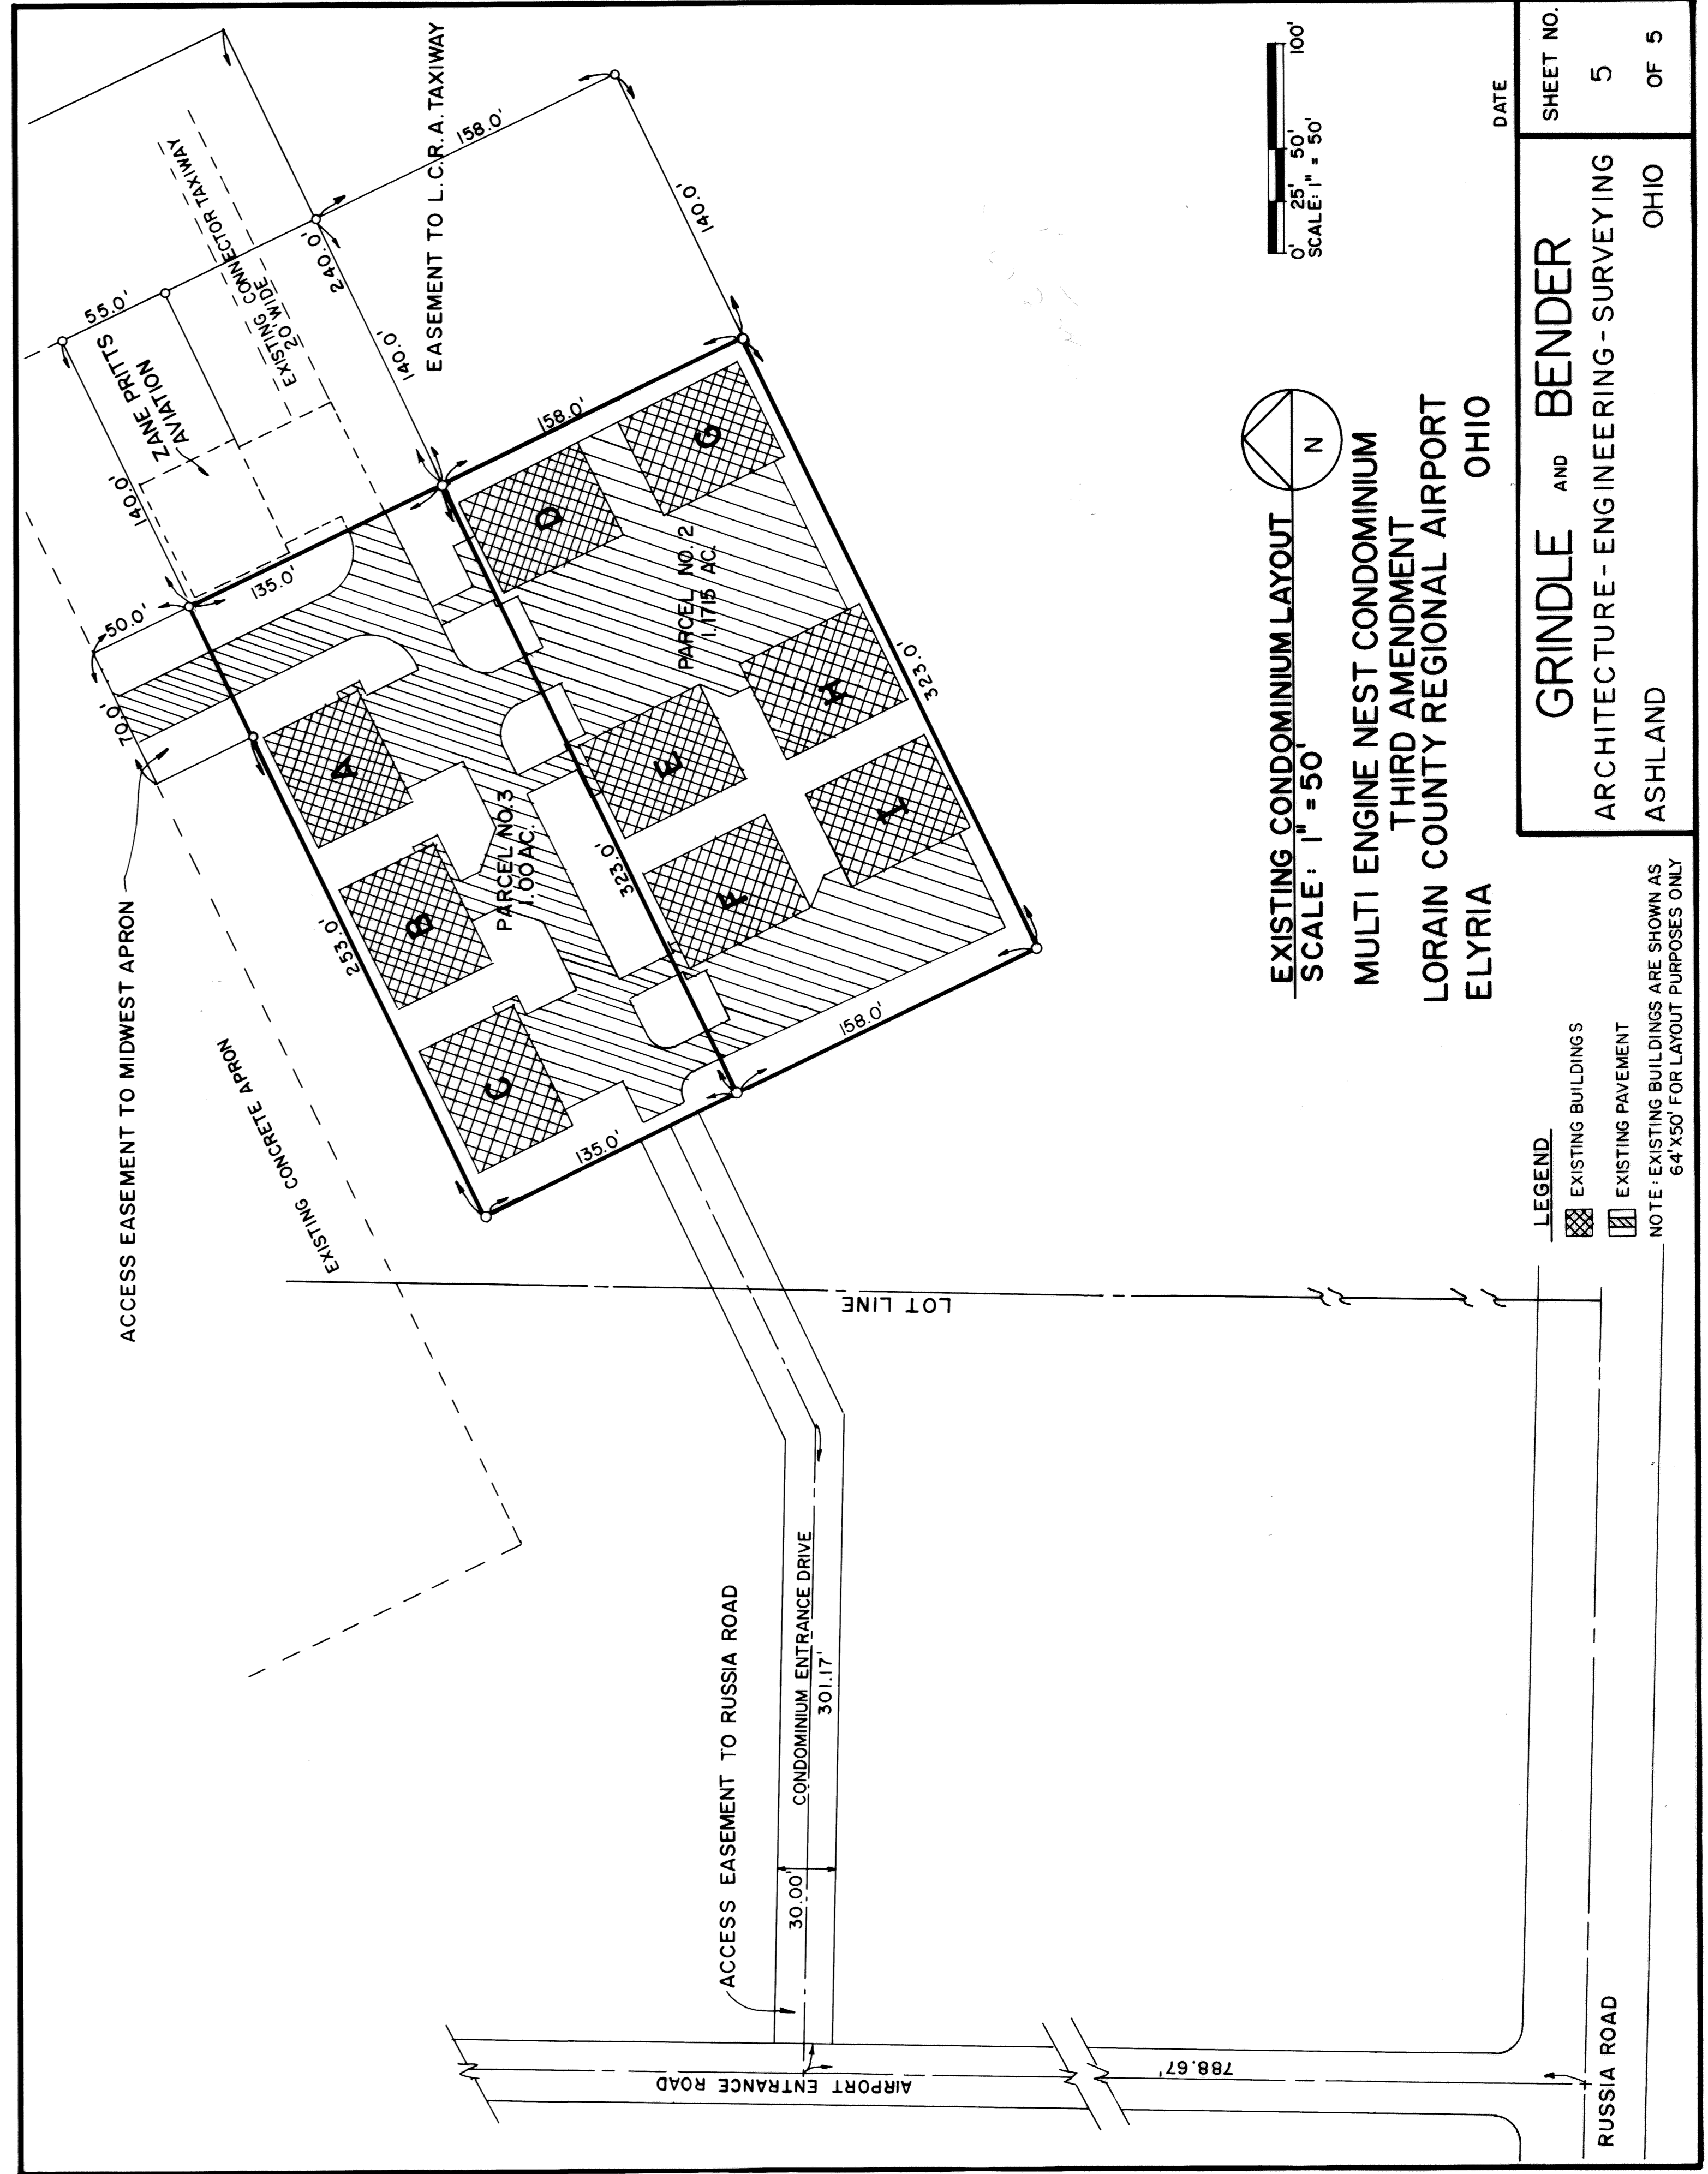 ACCESS EASEMENT TO MIDWEST APRON
EXISTING CONCRETE APRON
70.0'
50.0'
140.0'
ZANE PRITTS
AVIATION
55.0'
EXISTING CONNECTOR TAXIWAY
20' WIDE
240.0'
140.0'
EASEMENT TO L.C.R.A. TAXIWAY
158.0'
140.0'
135.0'
253.0'
A
B
C
PARCEL NO. 3
1.00 AC.
135.0'
323.0'
158.0'
D
G
PARCEL NO. 2
1.1715 AC.
E
H
F
I
323.0'
158.0'
LOT LINE
ACCESS EASEMENT TO RUSSIA ROAD
CONDOMINIUM ENTRANCE DRIVE
301.17'
30.00'
AIRPORT ENTRANCE ROAD
788.67'
RUSSIA ROAD
0' 25' 50' 100'
SCALE: 1" = 50'
N
EXISTING CONDOMINIUM LAYOUT
SCALE: 1" = 50'
MULTI ENGINE NEST CONDOMINIUM
THIRD AMENDMENT
LORAIN COUNTY REGIONAL AIRPORT
ELYRIA OHIO
LEGEND
EXISTING BUILDINGS
EXISTING PAVEMENT
NOTE: EXISTING BUILDINGS ARE SHOWN AS
64'X50' FOR LAYOUT PURPOSES ONLY
DATE
GRINDLE AND BENDER
ARCHITECTURE-ENGINEERING-SURVEYING
ASHLAND OHIO
SHEET NO.
5
OF 5